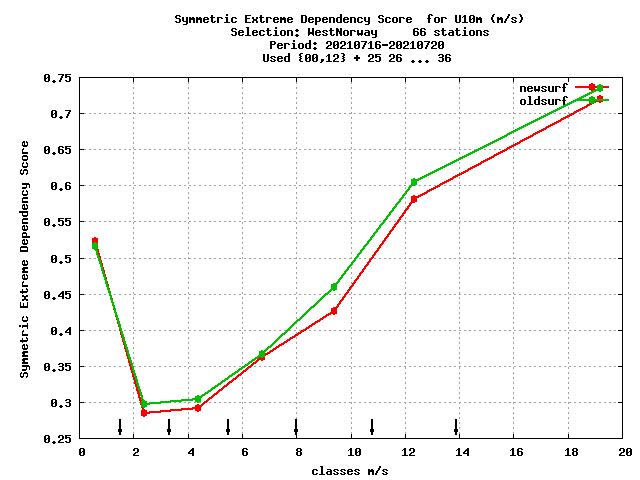 Symmetric Extreme Dependency Score  for U10m (m/s)
Selection: WestNorway     66 stations
Period: 20210716-20210720
Used {00,12} + 25 26 ... 36
newsurf
oldsurf
Symmetric Extreme Dependency Score
0.75
0.7
0.65
0.6
0.55
0.5
0.45
0.4
0.35
0.3
0.25
0 2 4 6 8 10 12 14 16 18 20
classes m/s